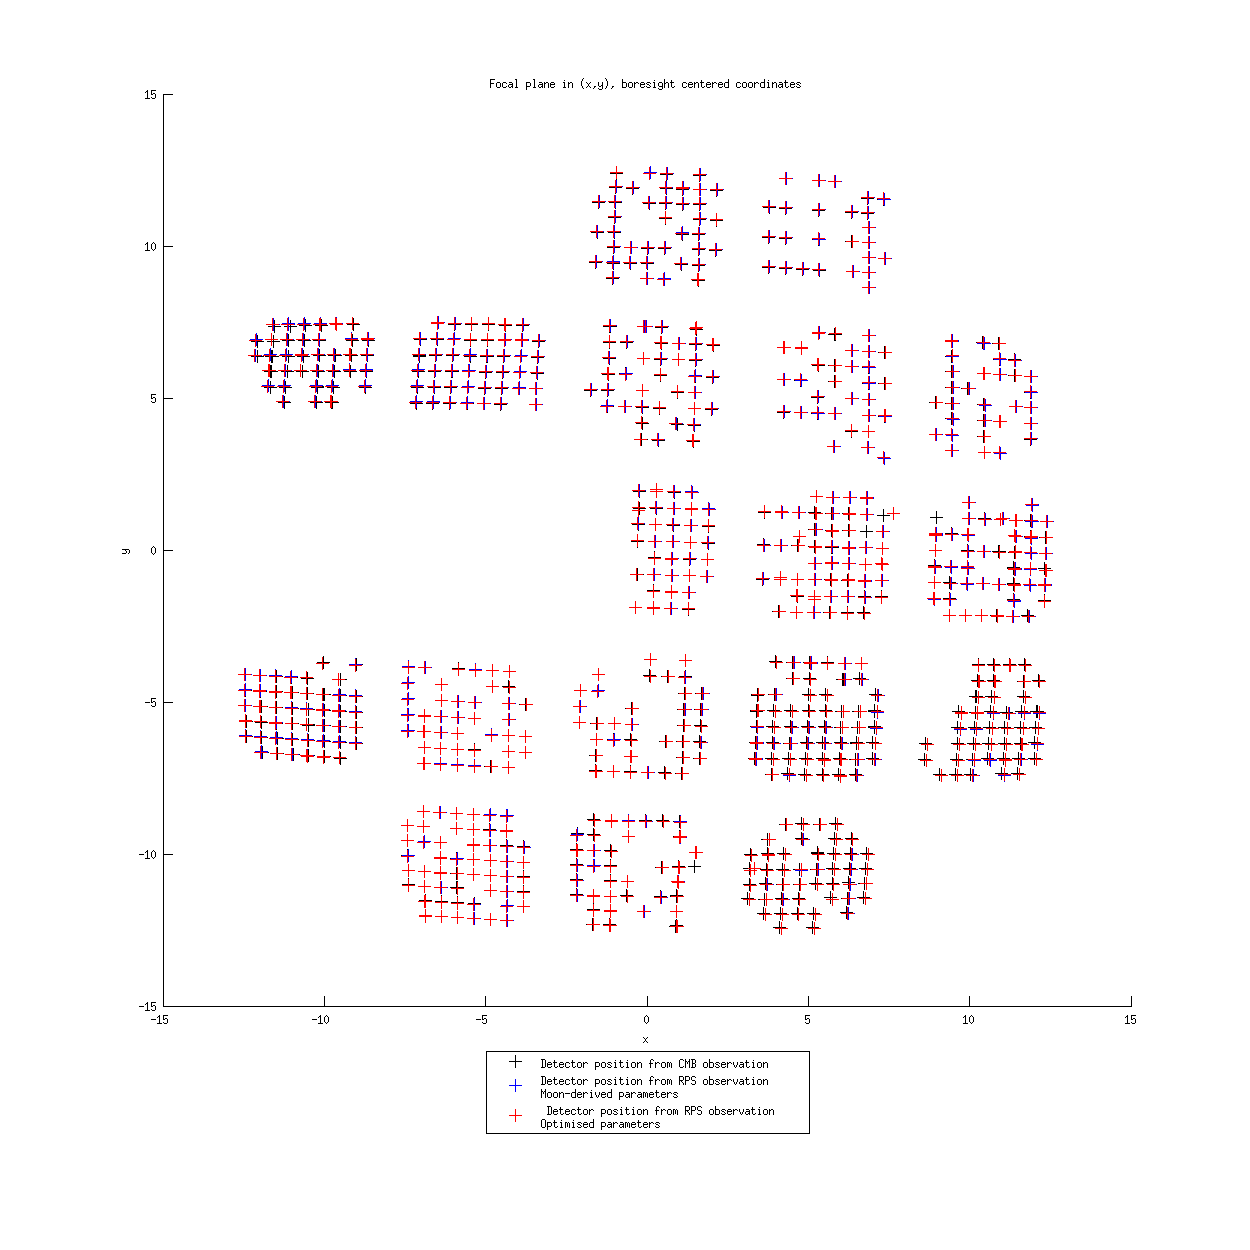 Focal plane in (x,y), boresight centered coordinates
15
10
5
0
-5
-10
-15
y
-15
-10
-5
0
5
10
15
x
Detector position from CMB observation
Detector position from RPS observation
Moon-derived parameters
Detector position from RPS observation
Optimised parameters